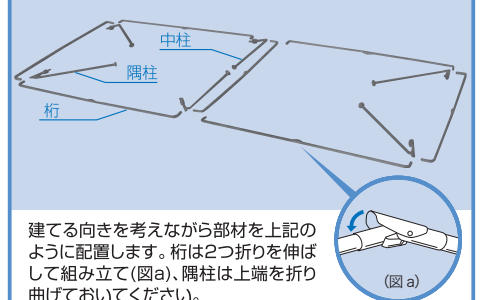 中柱
隅柱
桁
建てる向きを考えながら部材を上記の
ように配置します。桁は2つ折りを伸ば
して組み立て(図a)、隅柱は上端を折り
曲げておいてください。
(図a)